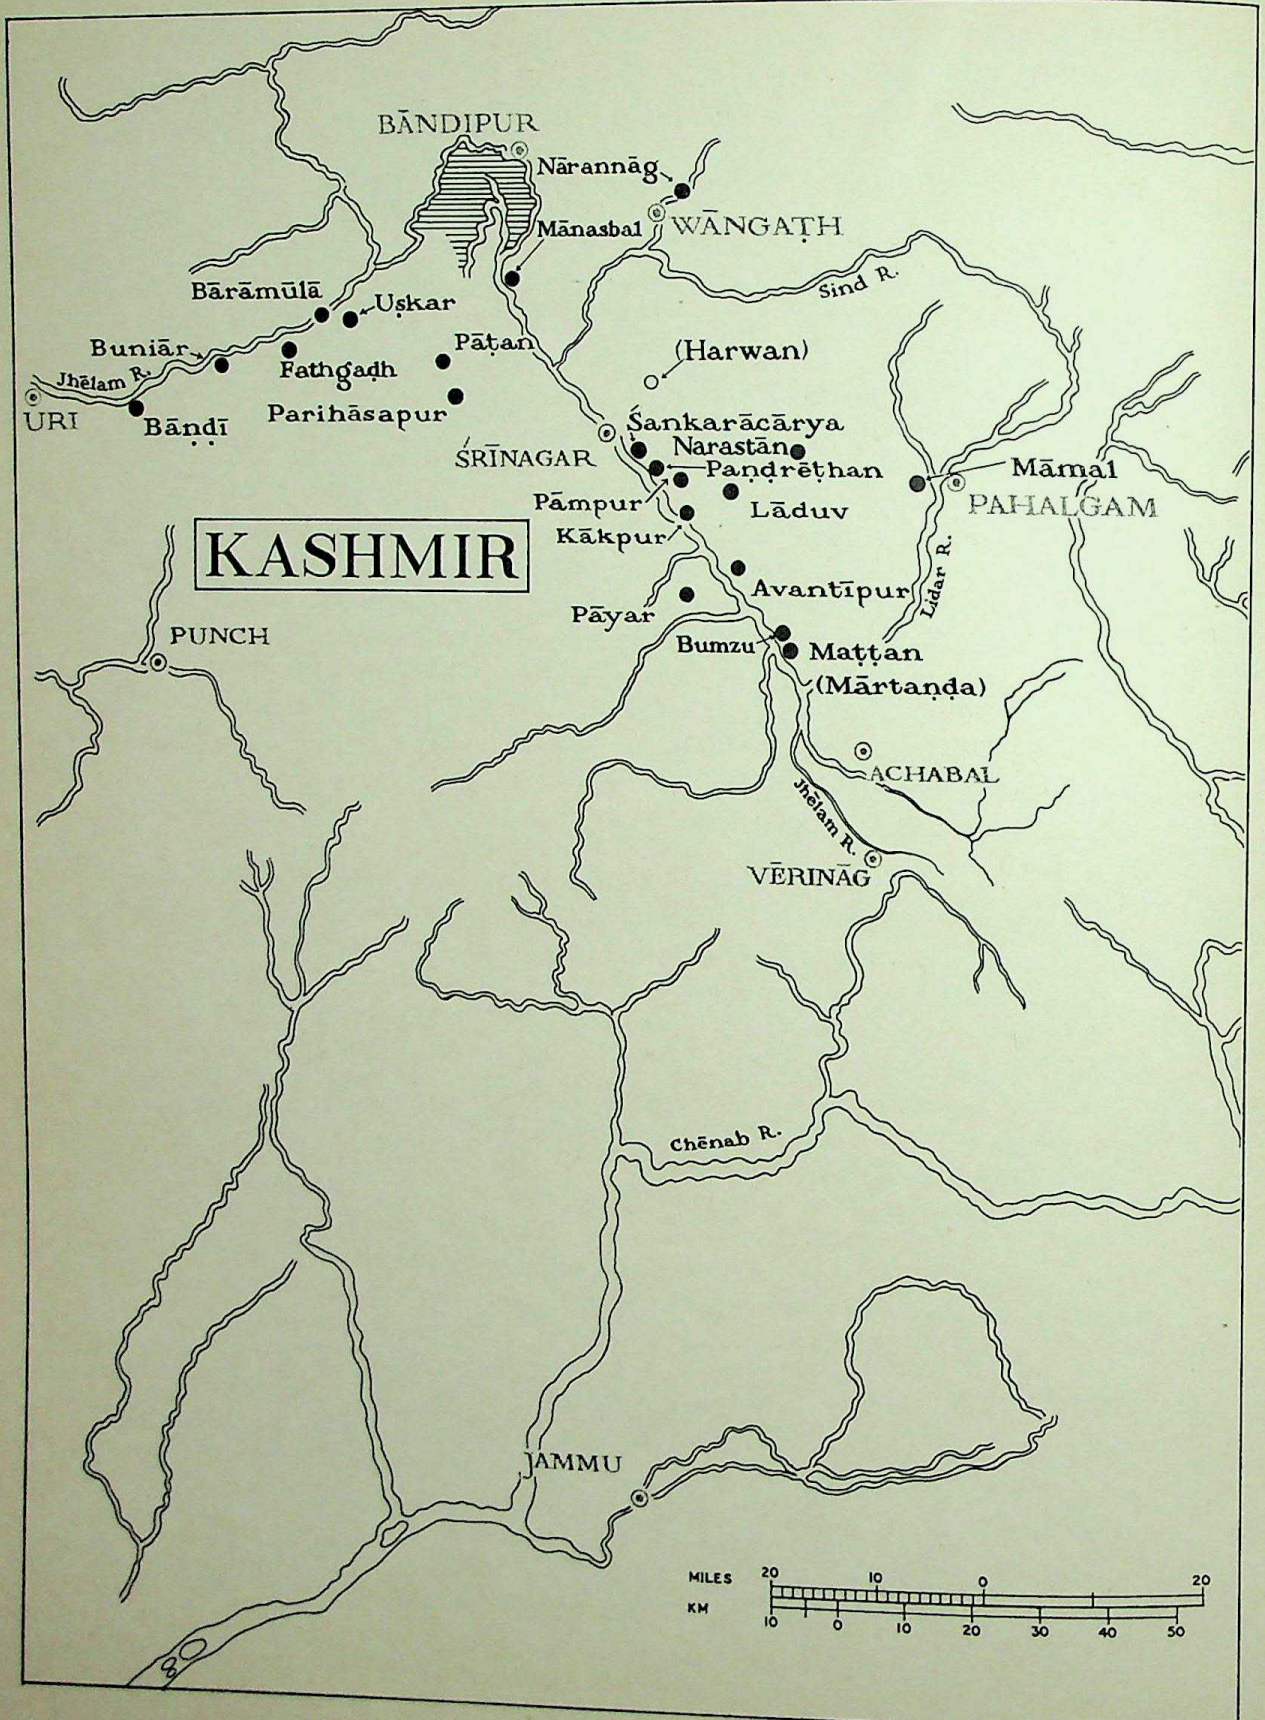 BĀNDIPUR
Nārannāg
WĀNGAṬH
Mānasbal
Sind R.
Bārāmūlā
Uṣkar
Buniār
Pāṭan
(Harwan)
Jhēlam R.
Fathgaḍh
URI
Bāṇḍī
Parihāsapur
Śankarācārya
ŚRĪNAGAR
Narastān
Paṇḍrēṭhan
Māmal
Pāmpur
Lāduv
PAHALGAM
Kākpur
KASHMIR
Avantīpur
Lidar R.
Pāyar
PUNCH
Bumzu
Maṭṭan
(Mārtaṇḍa)
ACHABAL
Jhēlam R.
VĒRINĀG
Chēnab R.
JAMMU
MILES 20 10 0 20
KM 10 0 10 20 30 40 50